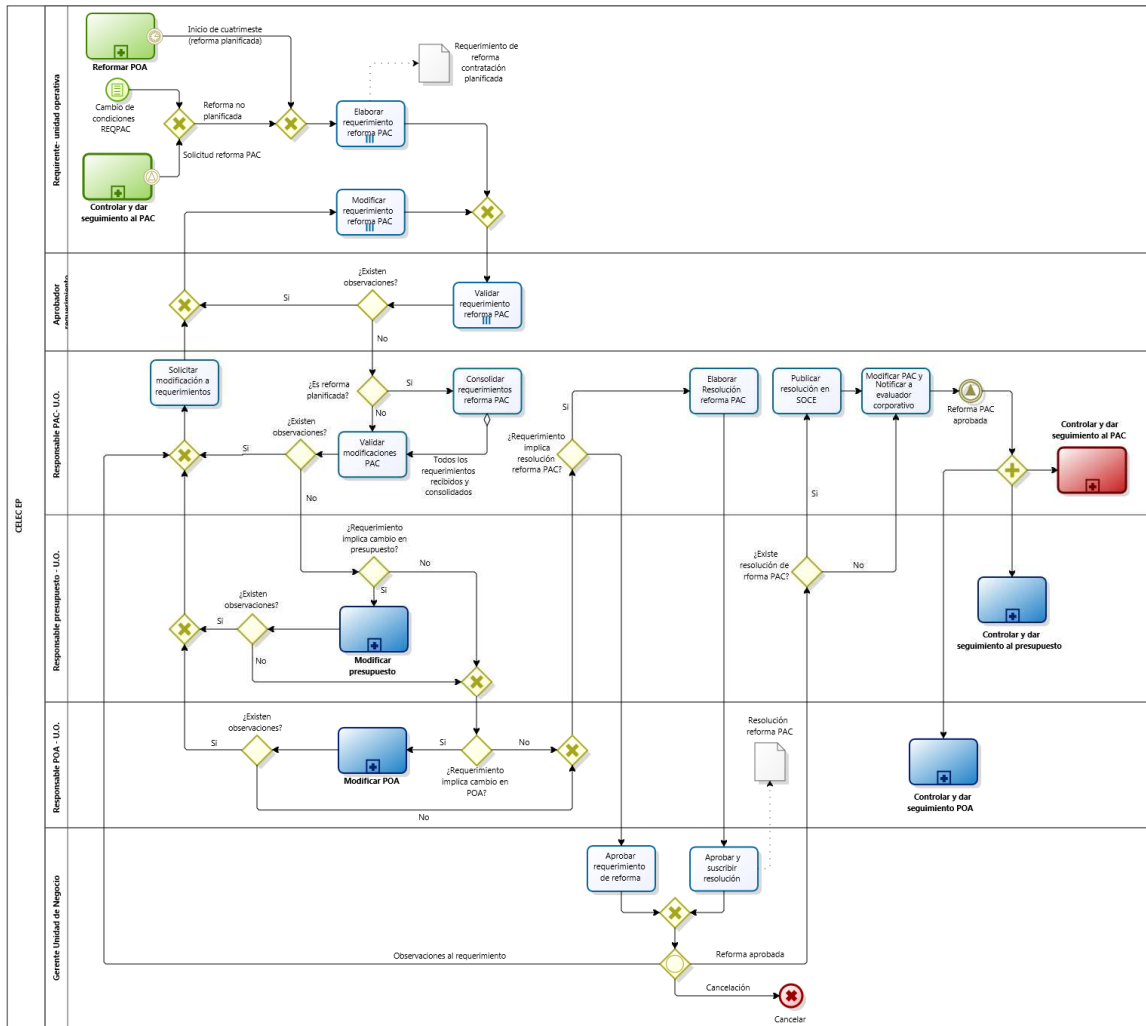 CELEC EP
Requirente- unidad operativa
Reformar POA
Inicio de cuatrimeste
(reforma planificada)
Cambio de
condiciones
REQPAC
Reforma no
planificada
Solicitud reforma PAC
Controlar y dar
seguimiento al PAC
Elaborar
requerimiento
reforma PAC
Requerimiento de
reforma
contratación
planificada
Modificar
requerimiento
reforma PAC
Aprobador
requerimiento
¿Existen
observaciones?
Si
No
Validar
requerimiento
reforma PAC
Responsable PAC- U.O.
Solicitar
modificación a
requerimientos
¿Es reforma
planificada?
Si
No
Consolidar
requerimientos
reforma PAC
¿Existen
observaciones?
Si
No
Validar
modificaciones
PAC
Todos los
requerimientos
recibidos y
consolidados
Si
¿Requerimiento
implica
resolución
reforma PAC?
No
Elaborar
Resolución
reforma PAC
Publicar
resolución en
SOCE
Modificar PAC y
Notificar a
evaluador
corporativo
Reforma PAC
aprobada
Controlar y dar
seguimiento al PAC
Responsable presupuesto - U.O.
¿Requerimiento
implica cambio en
presupuesto?
No
Si
¿Existen
observaciones?
Si
No
Modificar
presupuesto
Si
¿Existe
resolución de
rforma PAC?
No
Controlar y dar
seguimiento al presupuesto
Responsable POA - U.O.
¿Existen
observaciones?
Si
No
Modificar POA
Si
No
¿Requerimiento
implica cambio en
POA?
Resolución
reforma PAC
Controlar y dar
seguimiento POA
Gerente Unidad de Negocio
Aprobar
requerimiento
de reforma
Aprobar y
suscribir
resolución
Observaciones al requerimiento
Reforma aprobada
Cancelación
Cancelar